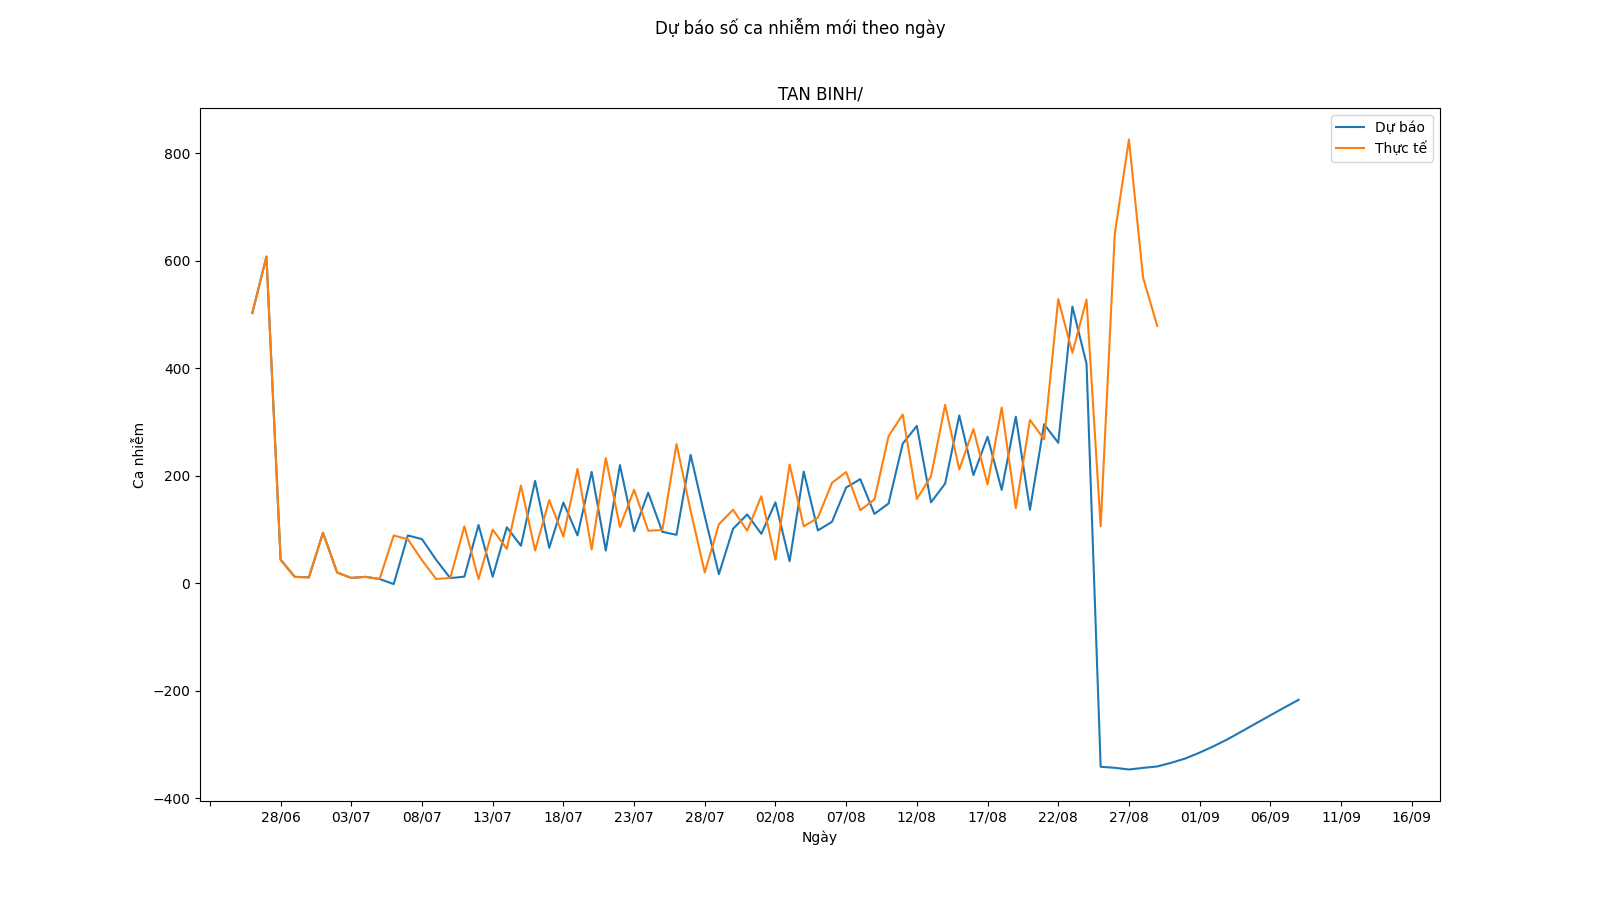 Dự báo số ca nhiễm mới theo ngày
TAN BINH/
Dự báo
Thực tế
800
600
400
200
0
−200
−400
Ca nhiễm
28/06 03/07 08/07 13/07 18/07 23/07 28/07 02/08 07/08 12/08 17/08 22/08 27/08 01/09 06/09 11/09 16/09
Ngày